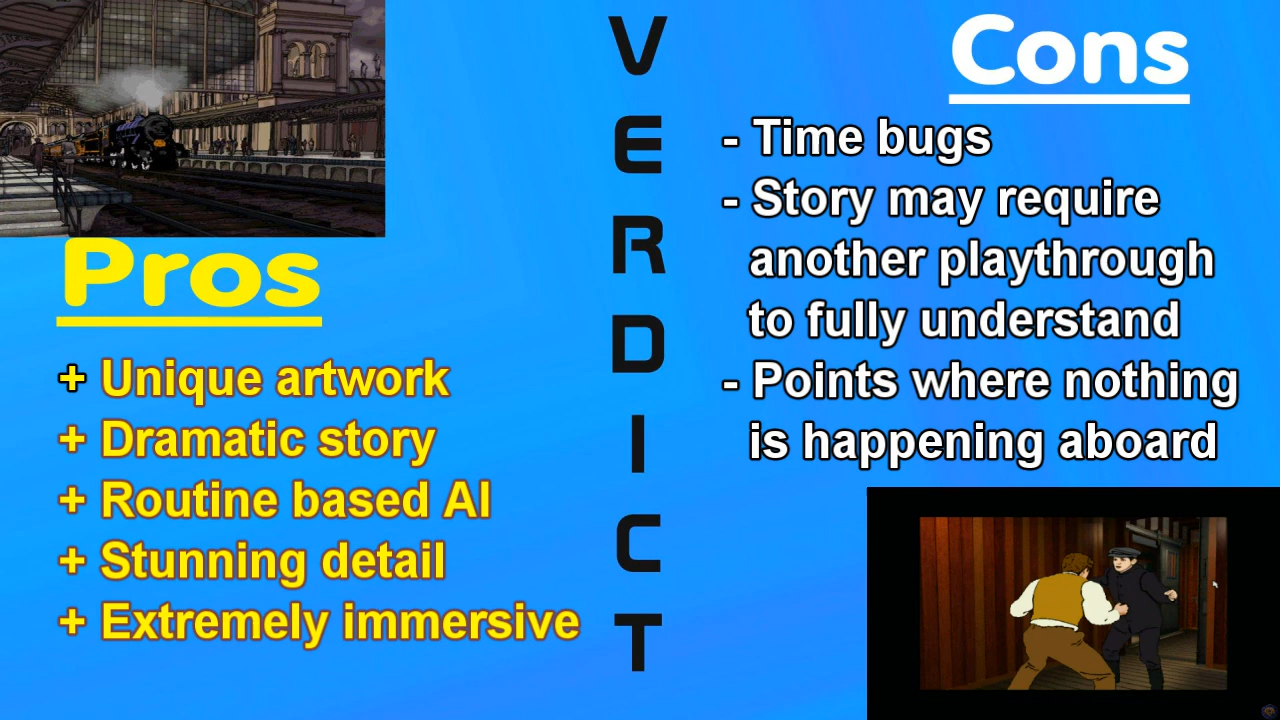 Pros
+ Unique artwork
+ Dramatic story
+ Routine based AI
+ Stunning detail
+ Extremely immersive
VERDICT
Cons
- Time bugs
- Story may require
another playthrough
to fully understand
- Points where nothing
is happening aboard